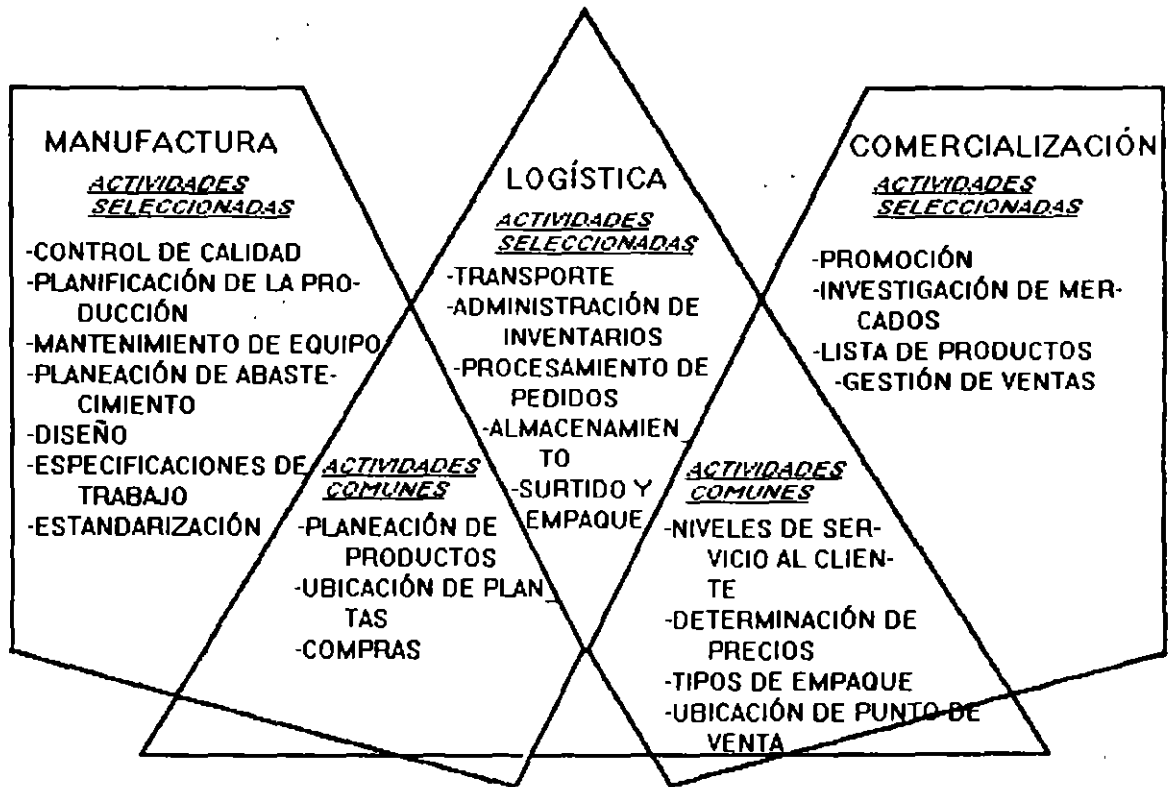 MANUFACTURA
ACTIVIDADES
SELECCIONADAS
-CONTROL DE CALIDAD
-PLANIFICACIÓN DE LA PRO-
DUCCIÓN
-MANTENIMIENTO DE EQUIPO
-PLANEACIÓN DE ABASTE-
CIMIENTO
-DISEÑO
-ESPECIFICACIONES DE
TRABAJO
-ESTANDARIZACIÓN
ACTIVIDADES
COMUNES
-PLANEACIÓN DE
PRODUCTOS
-UBICACIÓN DE PLAN_
TAS
-COMPRAS
LOGÍSTICA
ACTIVIDADES
SELECCIONADAS
-TRANSPORTE
-ADMINISTRACIÓN DE
INVENTARIOS
-PROCESAMIENTO DE
PEDIDOS
-ALMACENAMIEN_
TO
-SURTIDO Y
EMPAQUE
COMERCIALIZACIÓN
ACTIVIDADES
SELECCIONADAS
-PROMOCIÓN
-INVESTIGACIÓN DE MER-
CADOS
-LISTA DE PRODUCTOS
-GESTIÓN DE VENTAS
ACTIVIDADES
COMUNES
-NIVELES DE SER-
VICIO AL CLIEN-
TE
-DETERMINACIÓN DE
PRECIOS
-TIPOS DE EMPAQUE
-UBICACIÓN DE PUNTO DE
VENTA